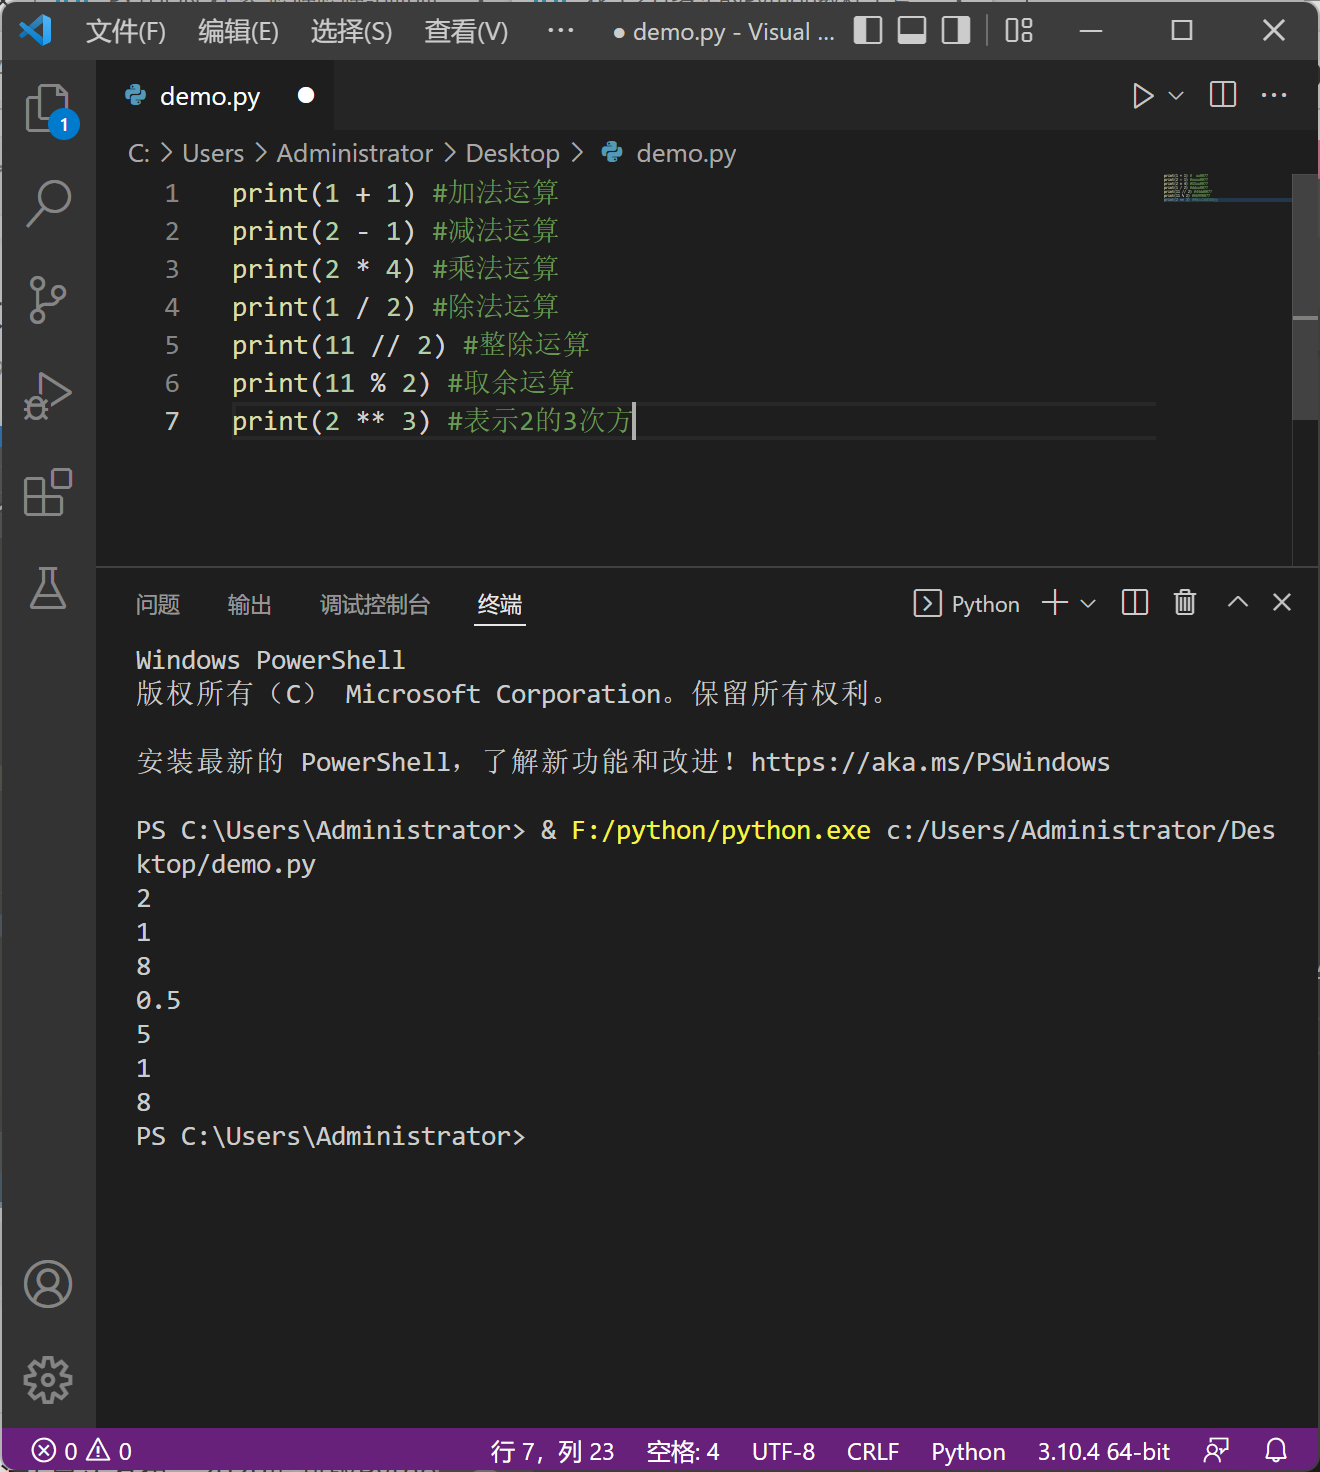 文件(F) 编辑(E) 选择(S) 查看(V) ··· ● demo.py - Visual ...
1
demo.py ●
C: > Users > Administrator > Desktop > demo.py
1 print(1 + 1) #加法运算
2 print(2 - 1) #减法运算
3 print(2 * 4) #乘法运算
4 print(1 / 2) #除法运算
5 print(11 // 2) #整除运算
6 print(11 % 2) #取余运算
7 print(2 ** 3) #表示2的3次方
问题 输出 调试控制台 终端 Python
Windows PowerShell
版权所有（C） Microsoft Corporation。保留所有权利。
安装最新的 PowerShell，了解新功能和改进！https://aka.ms/PSWindows
PS C:\Users\Administrator> & F:/python/python.exe c:/Users/Administrator/Des
ktop/demo.py
2
1
8
0.5
5
1
8
PS C:\Users\Administrator>
0 0 行 7，列 23 空格: 4 UTF-8 CRLF Python 3.10.4 64-bit